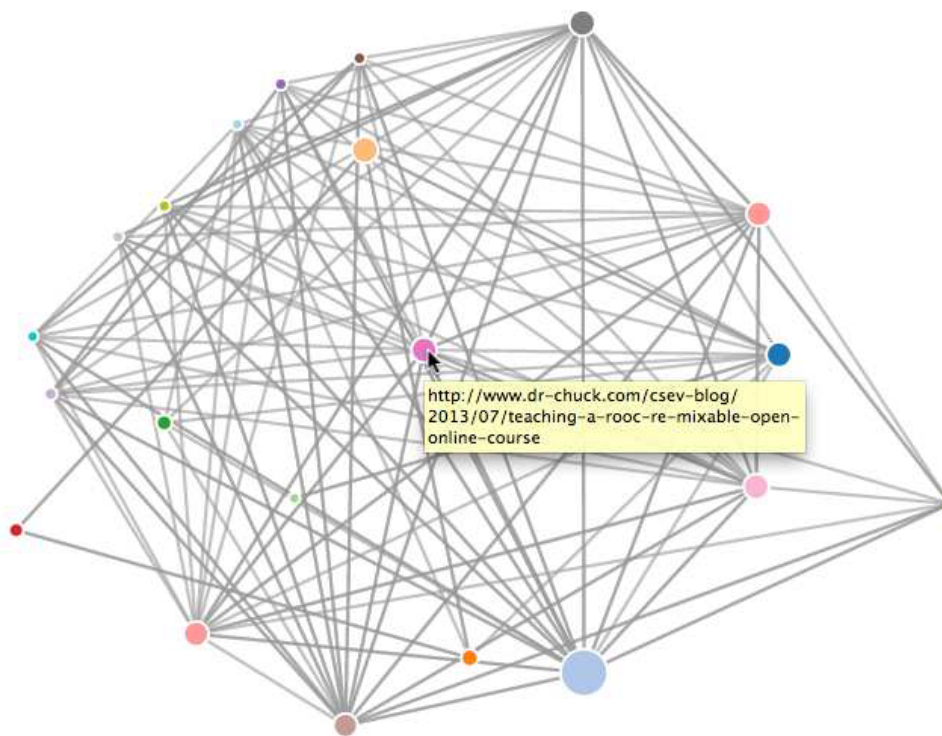 http://www.dr-chuck.com/csev-blog/
2013/07/teaching-a-rooc-re-mixable-open-
online-course